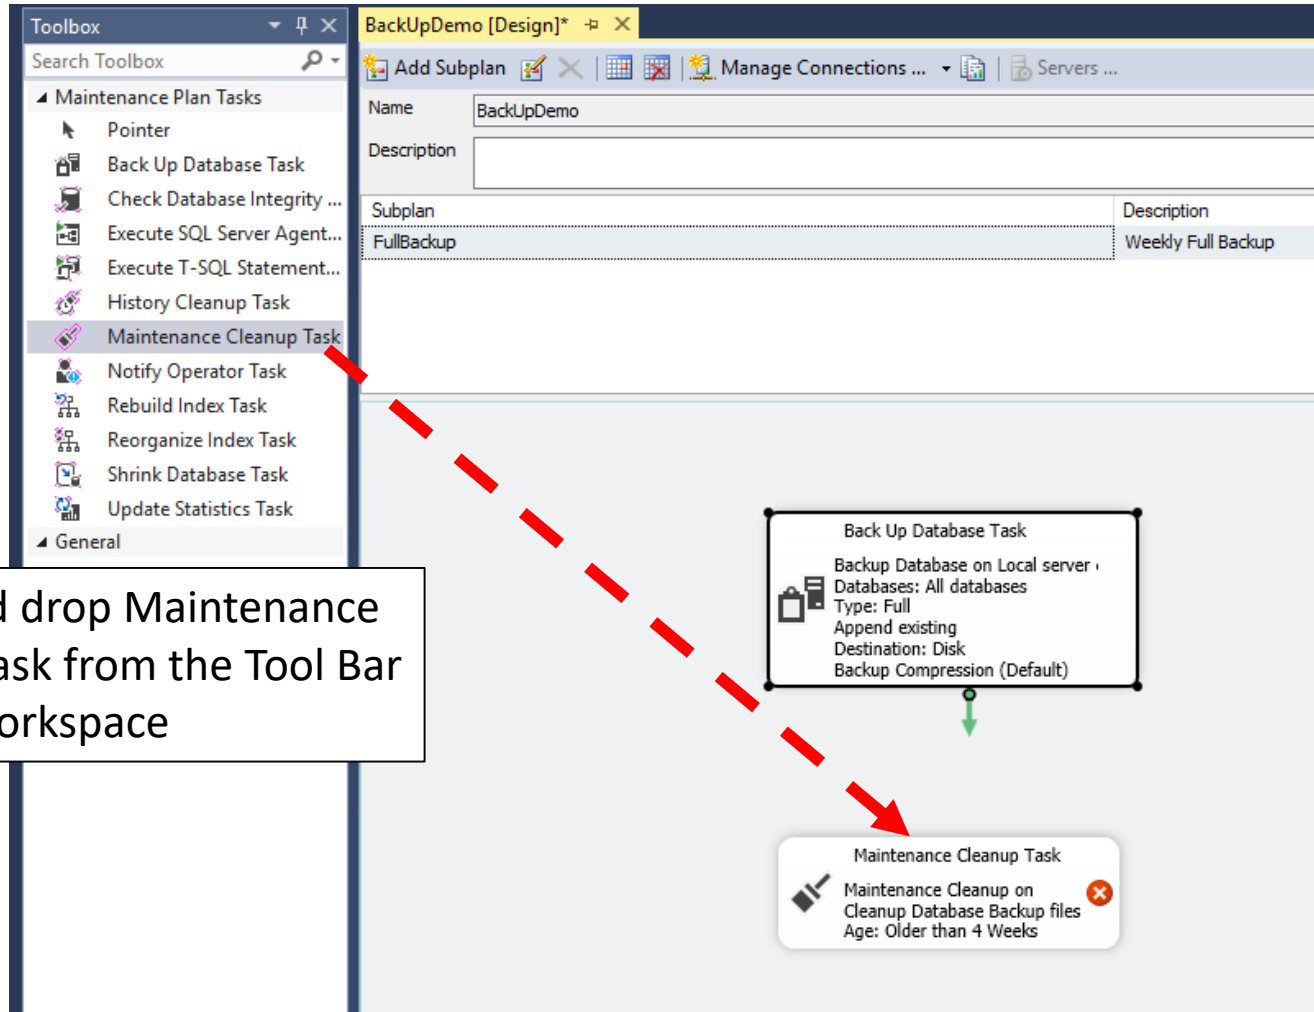 Toolbox
Search Toolbox
Maintenance Plan Tasks
Pointer
Back Up Database Task
Check Database Integrity ...
Execute SQL Server Agent...
Execute T-SQL Statement...
History Cleanup Task
Maintenance Cleanup Task
Notify Operator Task
Rebuild Index Task
Reorganize Index Task
Shrink Database Task
Update Statistics Task
General
d drop Maintenance
ask from the Tool Bar
orkspace
BackUpDemo [Design]*
Add Subplan Manage Connections ... Servers ...
Name BackUpDemo
Description
Subplan Description
FullBackup Weekly Full Backup
Back Up Database Task
Backup Database on Local server
Databases: All databases
Type: Full
Append existing
Destination: Disk
Backup Compression (Default)
Maintenance Cleanup Task
Maintenance Cleanup on
Cleanup Database Backup files
Age: Older than 4 Weeks